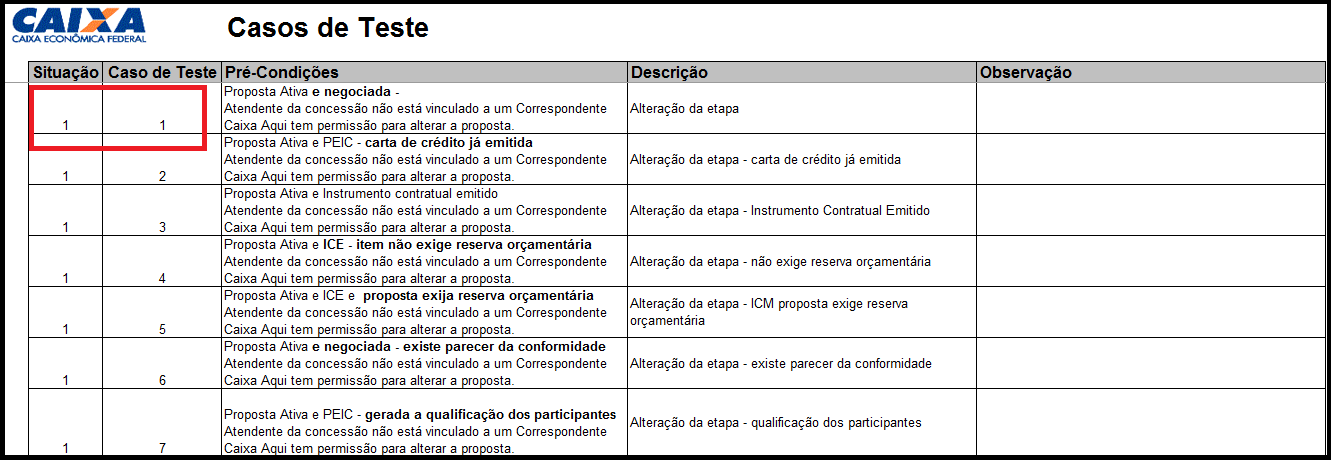 CAIXA
CAIXA ECONÔMICA FEDERAL
Casos de Teste
Situação Caso de Teste Pré-Condições Descrição Observação
Proposta Ativa e negociada -
Atendente da concessão não está vinculado a um Correspondente
Caixa Aqui tem permissão para alterar a proposta.
Alteração da etapa
1 1
Proposta Ativa e PEIC - carta de crédito já emitida
Atendente da concessão não está vinculado a um Correspondente
Caixa Aqui tem permissão para alterar a proposta.
Alteração da etapa - carta de crédito já emitida
1 2
Proposta Ativa e Instrumento contratual emitido
Atendente da concessão não está vinculado a um Correspondente
Caixa Aqui tem permissão para alterar a proposta.
Alteração da etapa - Instrumento Contratual Emitido
1 3
Proposta Ativa e ICE - item não exige reserva orçamentária
Atendente da concessão não está vinculado a um Correspondente
Caixa Aqui tem permissão para alterar a proposta.
Alteração da etapa - não exige reserva orçamentária
1 4
Proposta Ativa e ICE e proposta exija reserva orçamentária
Atendente da concessão não está vinculado a um Correspondente
Caixa Aqui tem permissão para alterar a proposta.
Alteração da etapa - ICM proposta exige reserva
orçamentária
1 5
Proposta Ativa e negociada - existe parecer da conformidade
Atendente da concessão não está vinculado a um Correspondente
Caixa Aqui tem permissão para alterar a proposta.
Alteração da etapa - existe parecer da conformidade
1 6
Proposta Ativa e PEIC - gerada a qualificação dos participantes
Atendente da concessão não está vinculado a um Correspondente
Caixa Aqui tem permissão para alterar a proposta.
Alteração da etapa - qualificação dos participantes
1 7